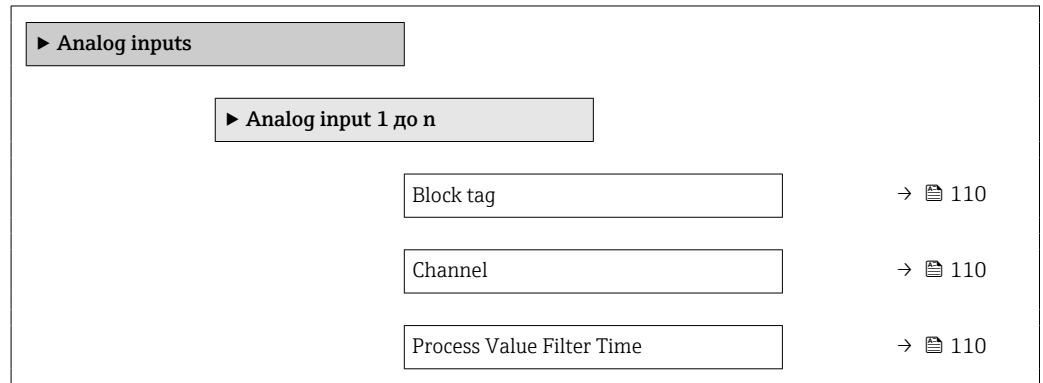 ▶ Analog inputs
▶ Analog input 1 до n
Block tag → 🖹 110
Channel → 🖹 110
Process Value Filter Time → 🖹 110